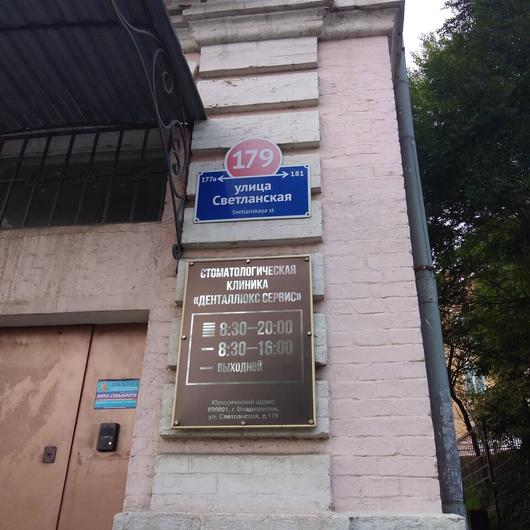 179
177а
181
улица
Светланская
Svetlanskaya st.
СТОМАТОЛОГИЧЕСКАЯ
КЛИНИКА
«ДЕНТАЛЛЮКС СЕРВИС»
8:30—20:00
8:30—16:00
ВЫХОДНОЙ
Юридический адрес:
690001, г. Владивосток,
ул. Светланская, д.179
ОБЪЕКТ